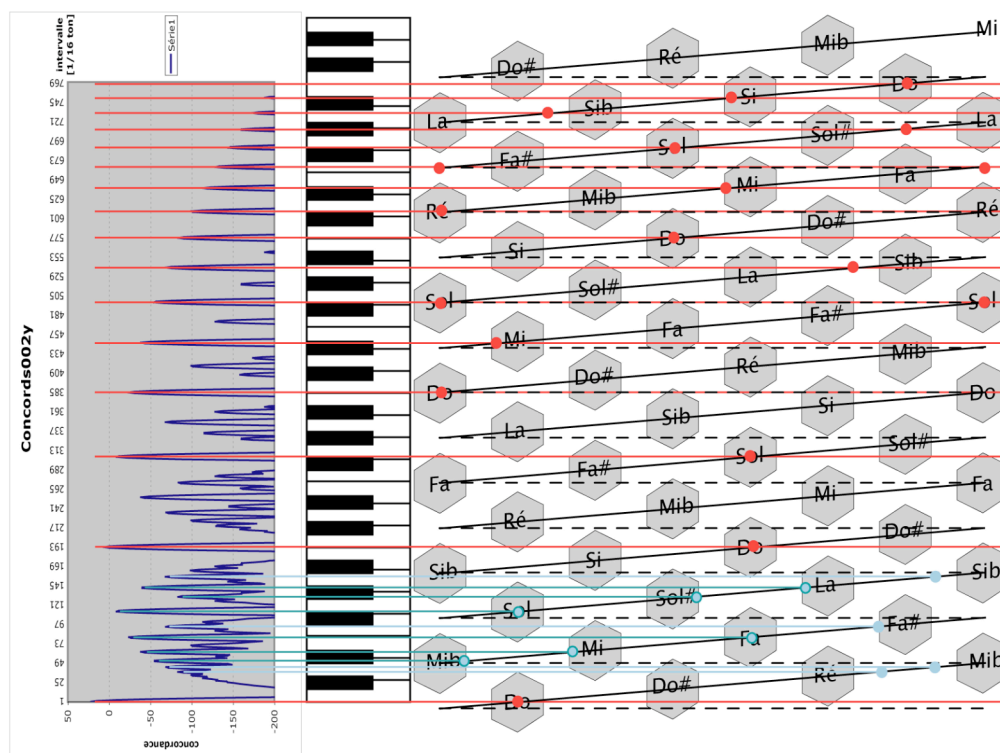 Concords002y
intervalle
[1/16 ton]
Série1
769
745
721
697
673
649
625
601
577
553
529
505
481
457
433
409
385
361
337
313
289
265
241
217
193
169
145
121
97
73
49
25
1
50
0
-50
-100
-150
-200
concordance
Mi
Do# Ré Mib
La Sib Si Do
Fa# Sol Sol# La
Ré Mib Mi Fa
Si Do Do# Ré
Sol Sol# La Sib
Mi Fa Fa# Sol
Do Do# Ré Mib
La Sib Si Do
Fa Fa# Sol Sol#
Ré Mib Mi Fa
Sib Si Do Do#
Sol Sol# La Sib
Mib Mi Fa Fa#
Do Do# Ré Mib